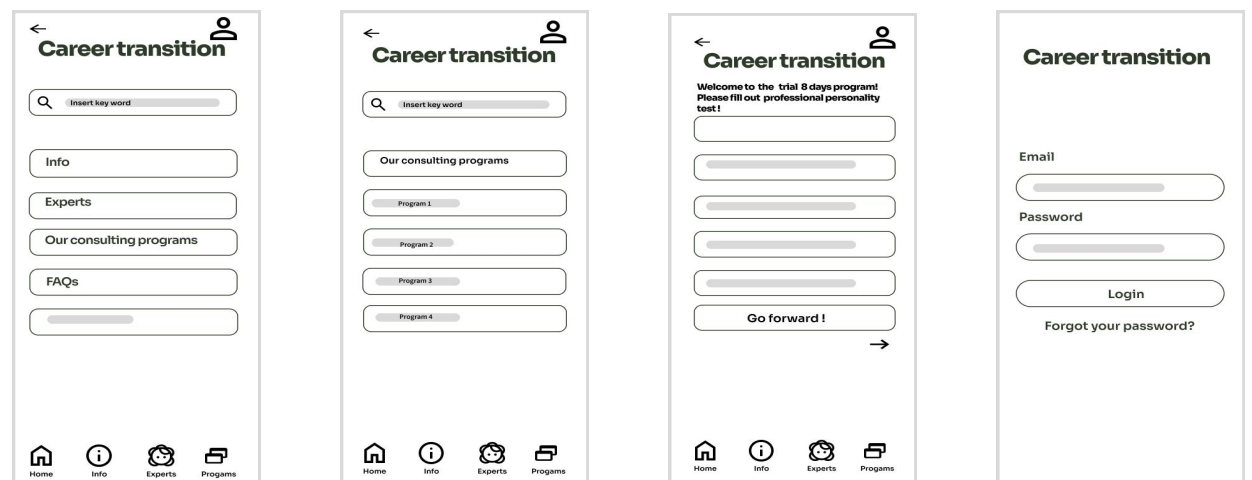 Career transition
Insert key word
Info
Experts
Our consulting programs
FAQs
Home Info Experts Progams
Career transition
Insert key word
Our consulting programs
Program 1
Program 2
Program 3
Program 4
Home Info Experts Progams
Career transition
Welcome to the trial 8 days program!
Please fill out professional personality
test !
Go forward !
Home Info Experts Progams
Career transition
Email
Password
Login
Forgot your password?